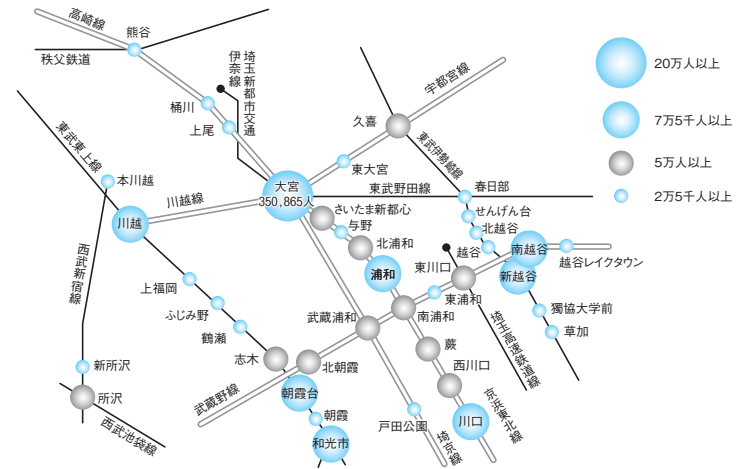 高崎線
熊谷
秩父鉄道
埼玉新都市交通
伊奈線
桶川
上尾
宇都宮線
久喜
東武伊勢崎線
東大宮
東武東上線
本川越
川越線
大宮
350,865人
東武野田線
春日部
川越
さいたま新都心
与野
北浦和
せんげん台
北越谷
越谷
南越谷
新越谷
越谷レイクタウン
西武新宿線
浦和
東川口
東浦和
上福岡
ふじみ野
鶴瀬
武蔵浦和
南浦和
獨協大学前
草加
埼玉高速鉄道線
志木
北朝霞
蕨
西川口
新所沢
所沢
西武池袋線
武蔵野線
朝霞台
朝霞
和光市
戸田公園
埼京線
川口
京浜東北線
20万人以上
7万5千人以上
5万人以上
2万5千人以上